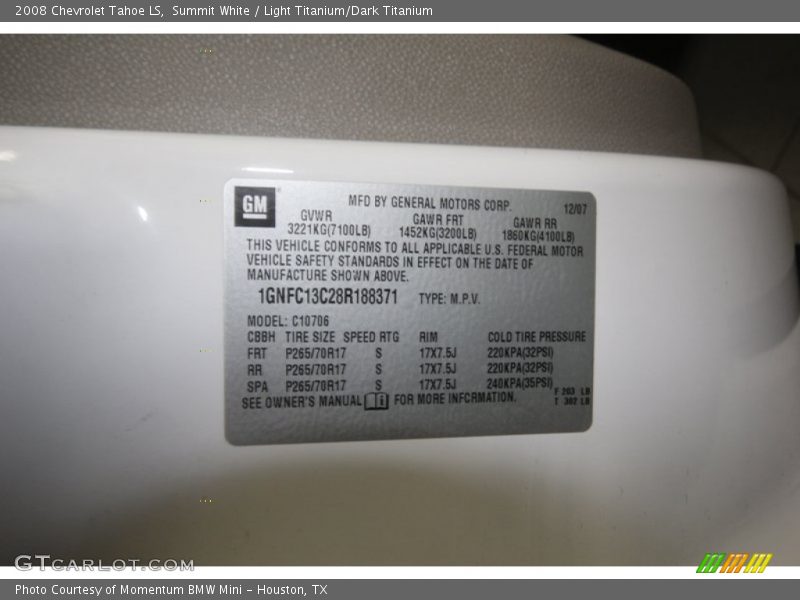 2008 Chevrolet Tahoe LS, Summit White / Light Titanium/Dark Titanium
GM
MFD BY GENERAL MOTORS CORP. 12/07
GVWR GAWR FRT GAWR RR
3221KG(7100LB) 1452KG(3200LB) 1860KG(4100LB)
THIS VEHICLE CONFORMS TO ALL APPLICABLE U.S. FEDERAL MOTOR
VEHICLE SAFETY STANDARDS IN EFFECT ON THE DATE OF
MANUFACTURE SHOWN ABOVE.
1GNFC13C28R188371 TYPE: M.P.V.
MODEL: C10706
CBBH TIRE SIZE SPEED RTG RIM COLD TIRE PRESSURE
FRT P265/70R17 S 17X7.5J 220KPA(32PSI)
RR P265/70R17 S 17X7.5J 220KPA(32PSI)
SPA P265/70R17 S 17X7.5J 240KPA(35PSI)
SEE OWNER'S MANUAL FOR MORE INFORMATION.
F 203 LB
T 302 LB
GTCARLOT.COM
Photo Courtesy of Momentum BMW Mini - Houston, TX